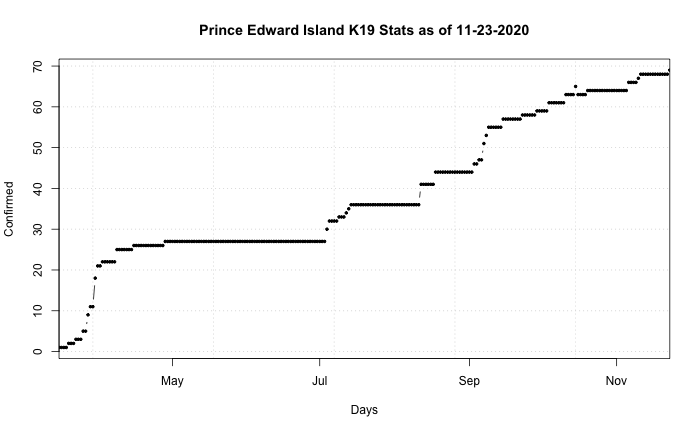 Prince Edward Island K19 Stats as of 11-23-2020
Confirmed
70
60
50
40
30
20
10
0
May Jul Sep Nov
Days